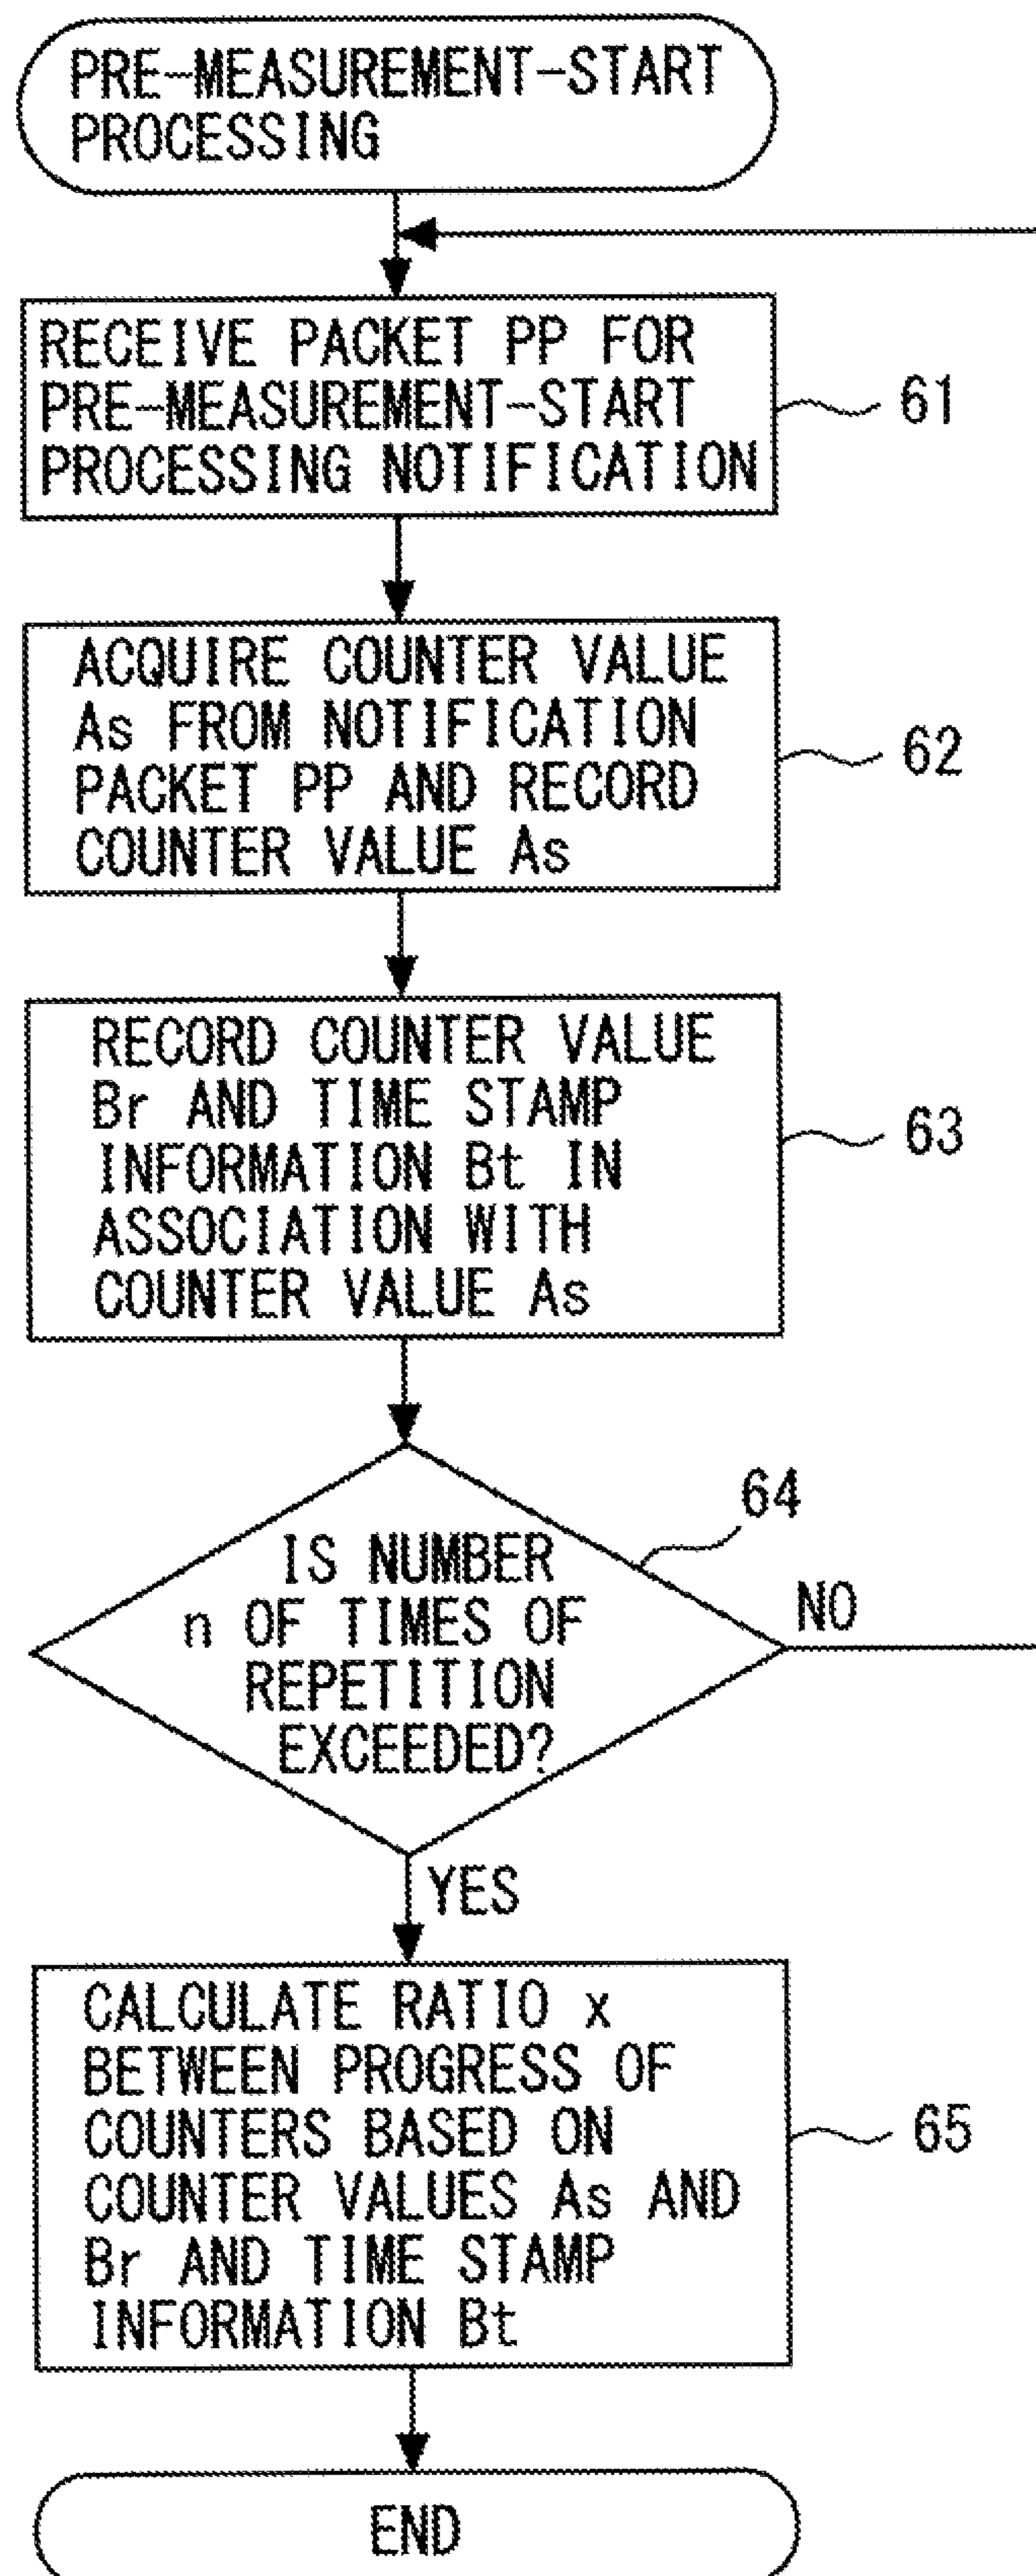 PRE-MEASUREMENT-START
PROCESSING
RECEIVE PACKET PP FOR
PRE-MEASUREMENT-START
PROCESSING NOTIFICATION
61
ACQUIRE COUNTER VALUE
As FROM NOTIFICATION
PACKET PP AND RECORD
COUNTER VALUE As
62
RECORD COUNTER VALUE
Br AND TIME STAMP
INFORMATION Bt IN
ASSOCIATION WITH
COUNTER VALUE As
63
64
IS NUMBER
n OF TIMES OF
REPETITION
EXCEEDED?
NO
YES
CALCULATE RATIO x
BETWEEN PROGRESS OF
COUNTERS BASED ON
COUNTER VALUES As AND
Br AND TIME STAMP
INFORMATION Bt
65
END